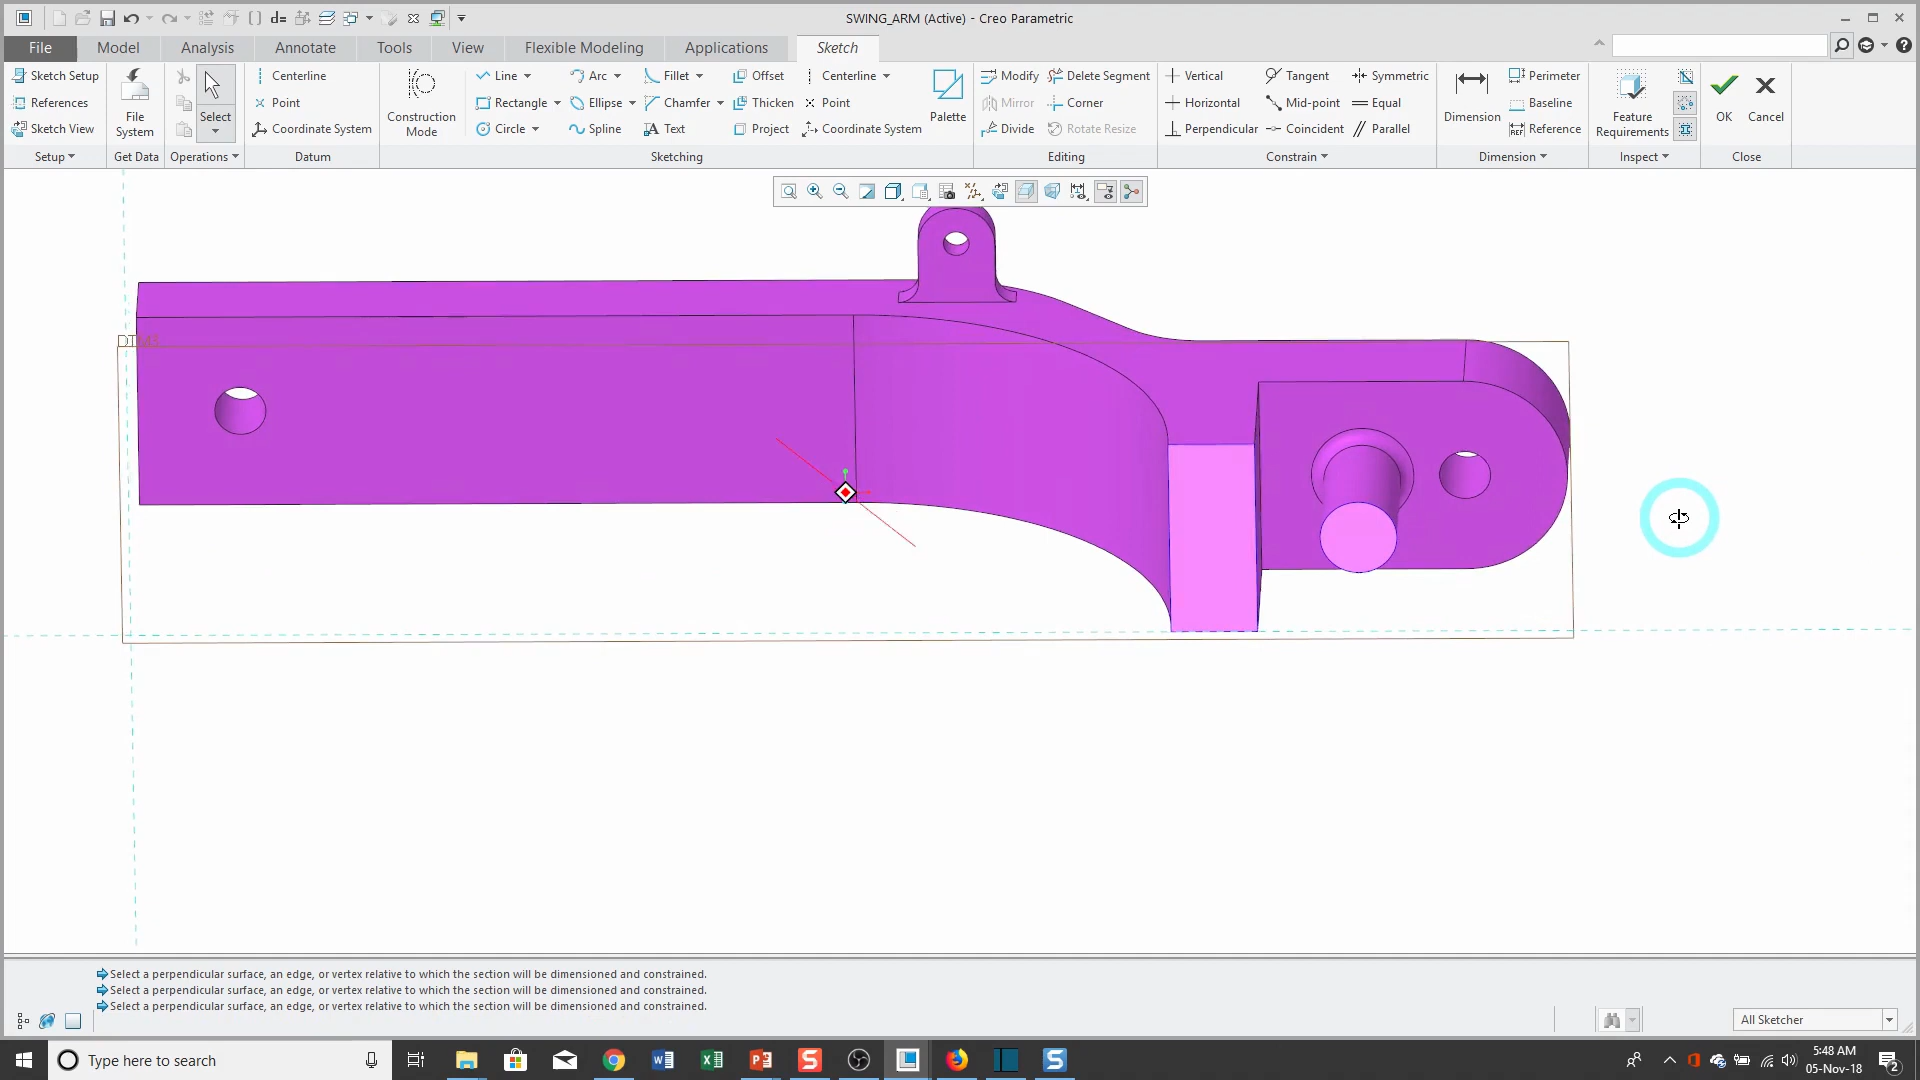 SWING_ARM (Active) - Creo Parametric
File Model Analysis Annotate Tools View Flexible Modeling Applications Sketch
Sketch Setup
References
Sketch View
Setup
File System
Get Data
Select
Operations
Centerline
Point
Coordinate System
Datum
Construction Mode
Line Arc Fillet Offset Centerline
Rectangle Ellipse Chamfer Thicken Point
Circle Spline Text Project Coordinate System
Palette
Sketching
Modify Delete Segment
Mirror Corner
Divide Rotate Resize
Editing
Vertical Tangent Symmetric
Horizontal Mid-point Equal
Perpendicular Coincident Parallel
Constrain
Dimension
Perimeter
Baseline
Reference
Dimension
Feature Requirements
Inspect
OK
Cancel
Close
Select a perpendicular surface, an edge, or vertex relative to which the section will be dimensioned and constrained.
Select a perpendicular surface, an edge, or vertex relative to which the section will be dimensioned and constrained.
Select a perpendicular surface, an edge, or vertex relative to which the section will be dimensioned and constrained.
All Sketcher
Type here to search
5:48 AM
05-Nov-18
2